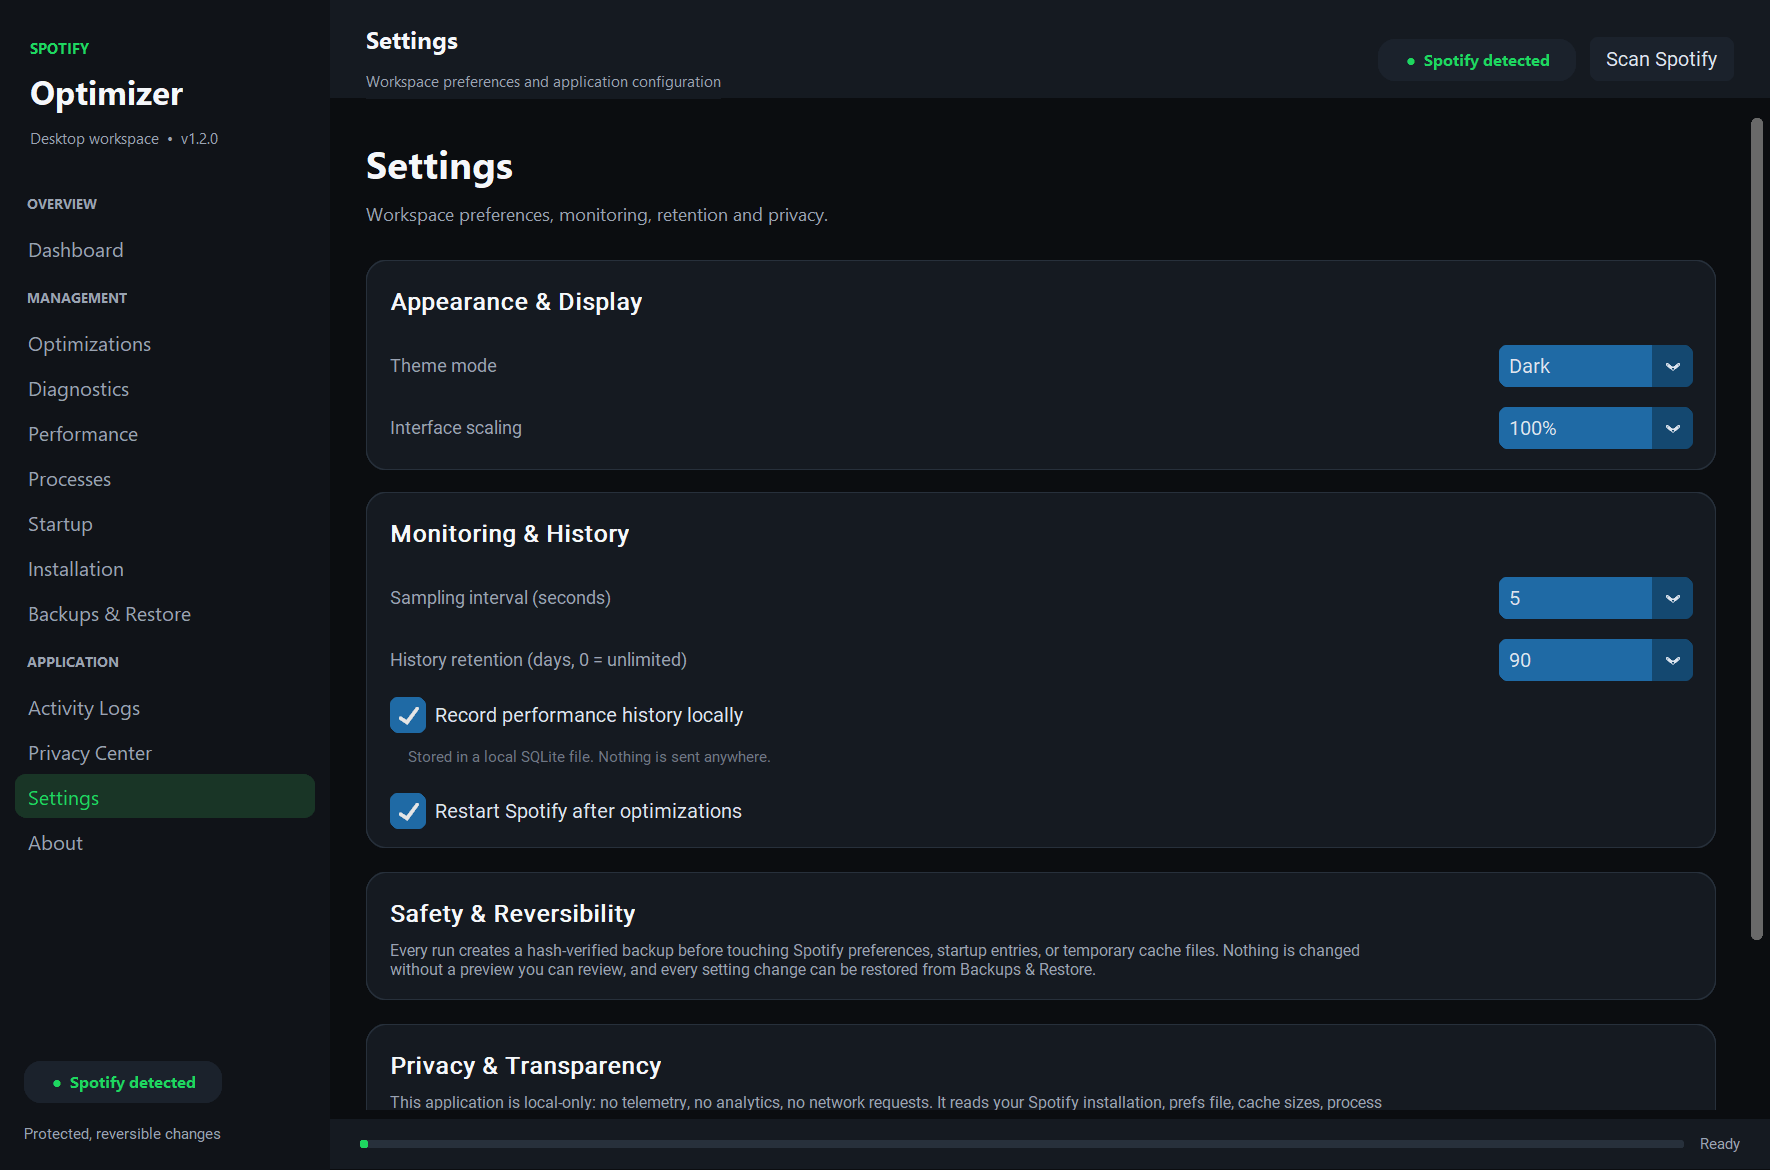 SPOTIFY
Optimizer
Desktop workspace • v1.2.0
OVERVIEW
Dashboard
MANAGEMENT
Optimizations
Diagnostics
Performance
Processes
Startup
Installation
Backups & Restore
APPLICATION
Activity Logs
Privacy Center
Settings
About
● Spotify detected
Protected, reversible changes
Settings
Workspace preferences and application configuration
● Spotify detected
Scan Spotify
Settings
Workspace preferences, monitoring, retention and privacy.
Appearance & Display
Theme mode
Dark
Interface scaling
100%
Monitoring & History
Sampling interval (seconds)
5
History retention (days, 0 = unlimited)
90
Record performance history locally
Stored in a local SQLite file. Nothing is sent anywhere.
Restart Spotify after optimizations
Safety & Reversibility
Every run creates a hash-verified backup before touching Spotify preferences, startup entries, or temporary cache files. Nothing is changed
without a preview you can review, and every setting change can be restored from Backups & Restore.
Privacy & Transparency
This application is local-only: no telemetry, no analytics, no network requests. It reads your Spotify installation, prefs file, cache sizes, process
Ready